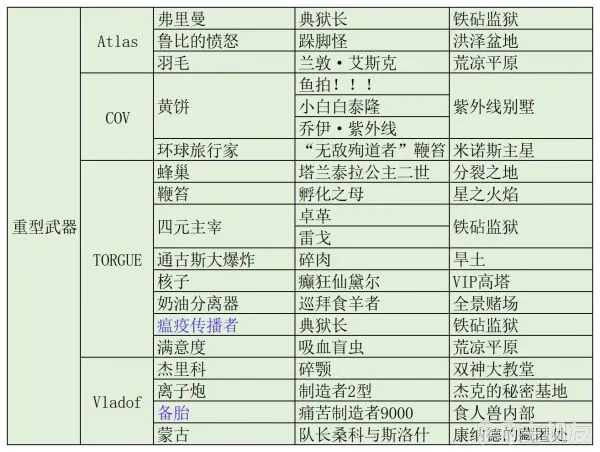 重型武器
Atlas
弗里曼 典狱长 铁砧监狱
鲁比的愤怒 跺脚怪 洪泽盆地
羽毛 兰敦·艾斯克 荒凉平原
COV
黄饼 鱼拍!!! 紫外线别墅
小白白泰隆
乔伊·紫外线
环球旅行家 “无敌殉道者”鞭笞 米诺斯主星
TORGUE
蜂巢 塔兰泰拉公主二世 分裂之地
鞭笞 孵化之母 星之火焰
四元主宰 卓革 铁砧监狱
雷戈
通古斯大爆炸 碎肉 旱土
核子 癫狂仙黛尔 VIP高塔
奶油分离器 巡拜食羊者 全景赌场
瘟疫传播者 典狱长 铁砧监狱
满意度 吸血盲虫 荒凉平原
Vladof
杰里科 碎颚 双神大教堂
离子炮 制造者2型 杰克的秘密基地
备胎 痛苦制造者9000 食人兽内部
蒙古 队长桑科与斯洛什 康纳德的藏